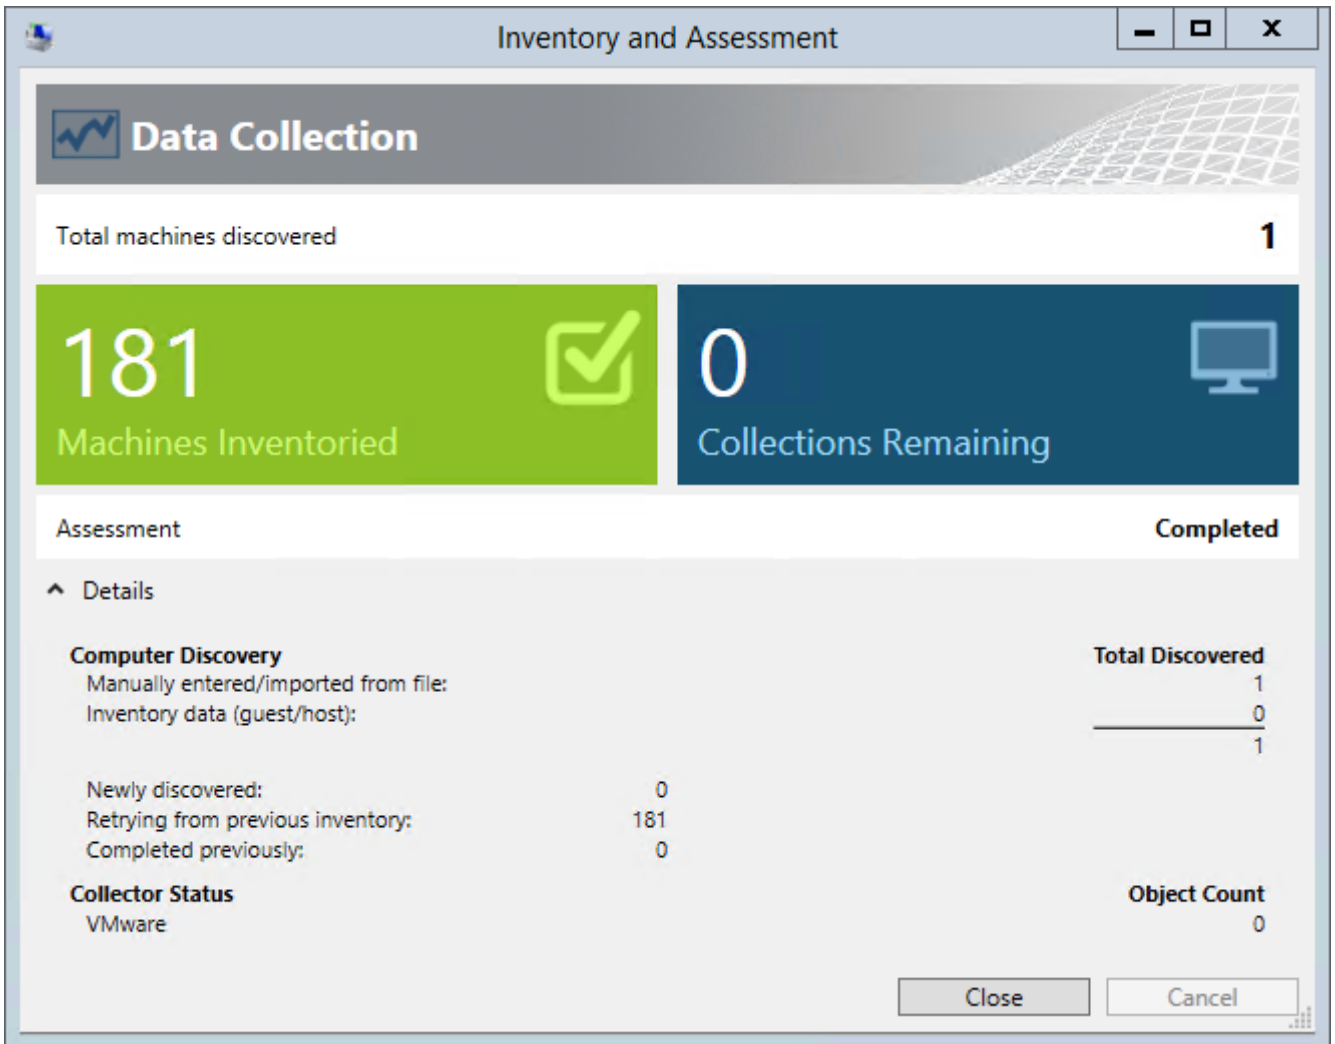 Inventory and Assessment
Data Collection
Total machines discovered 1
181 0
Machines Inventoried Collections Remaining
Assessment Completed
Details
Computer Discovery Total Discovered
Manually entered/imported from file: 1
Inventory data (guest/host): 0
1
Newly discovered: 0
Retrying from previous inventory: 181
Completed previously: 0
Collector Status Object Count
VMware 0
Close Cancel